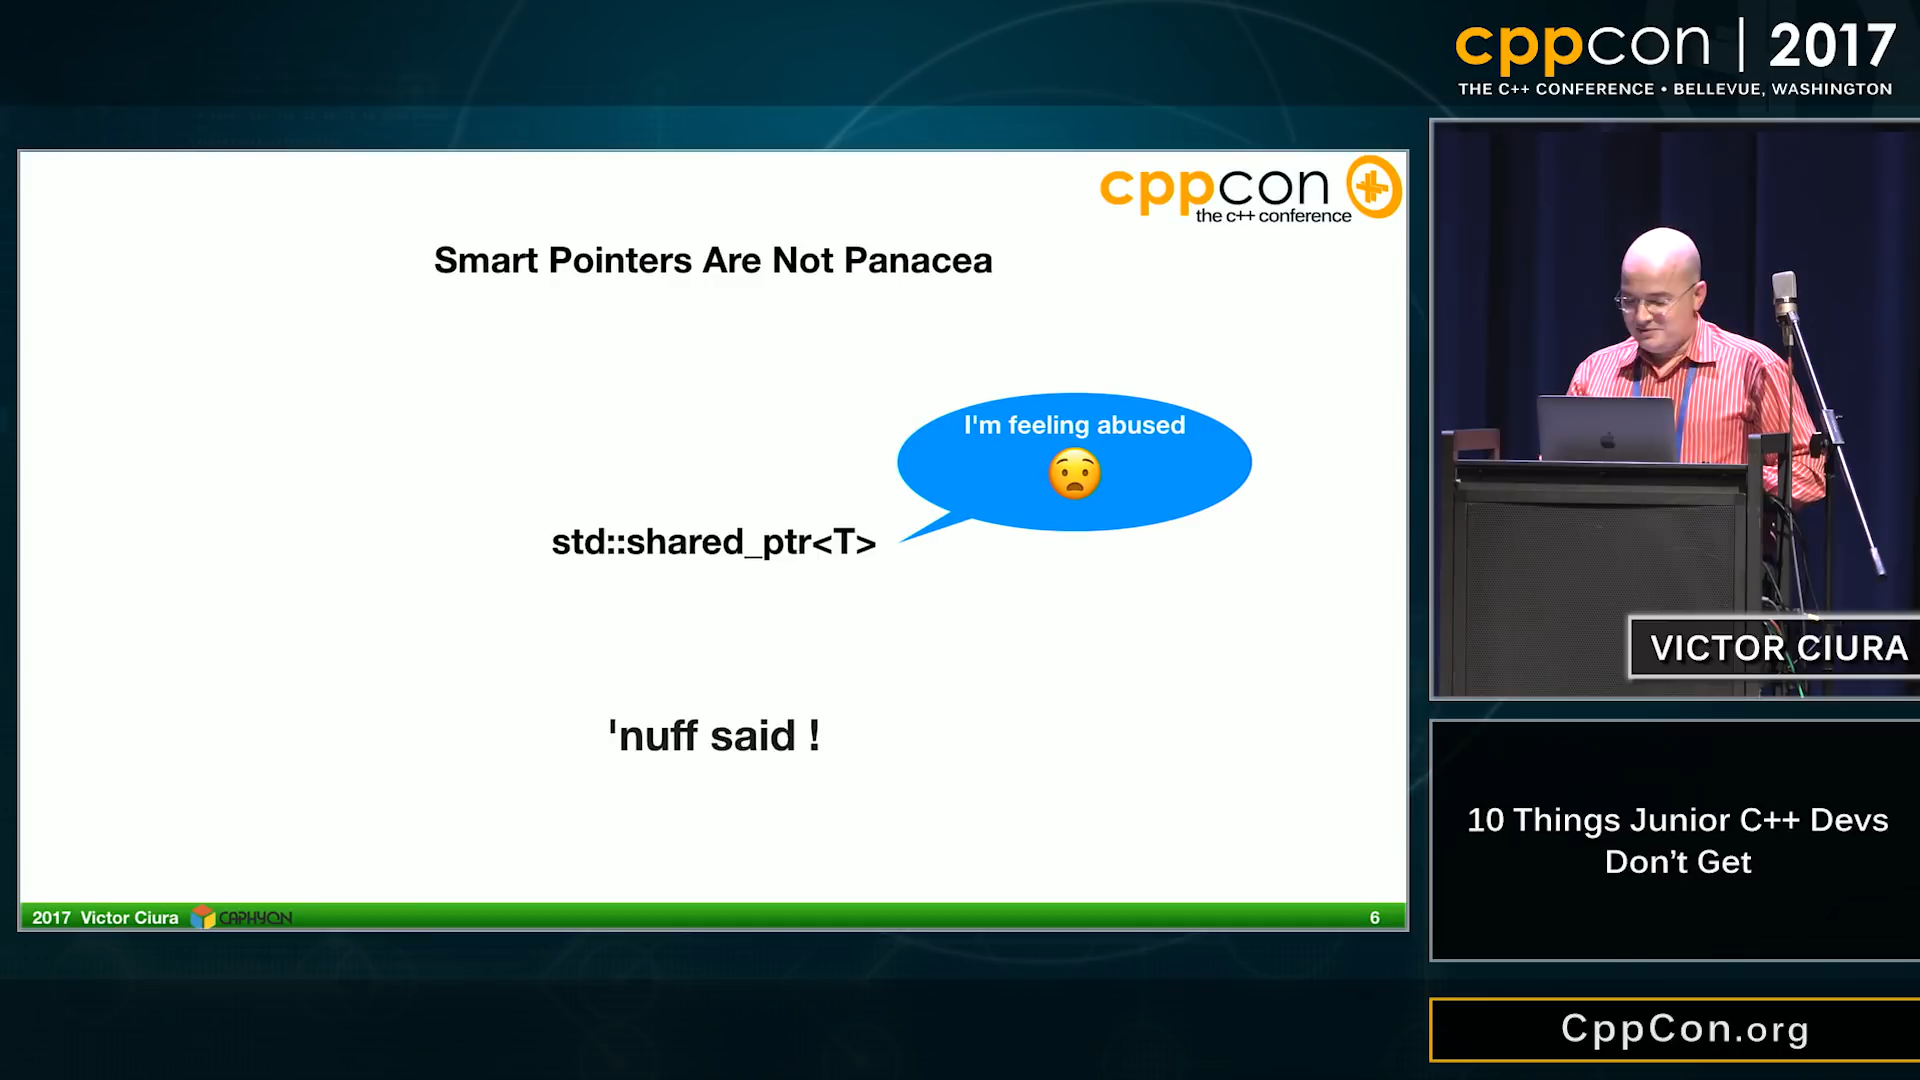 cppcon | 2017
THE C++ CONFERENCE • BELLEVUE, WASHINGTON
cppcon
the c++ conference
Smart Pointers Are Not Panacea
I'm feeling abused
std::shared_ptr<T>
'nuff said !
2017 Victor Ciura CAPHYON
6
VICTOR CIURA
10 Things Junior C++ Devs
Don’t Get
CppCon.org